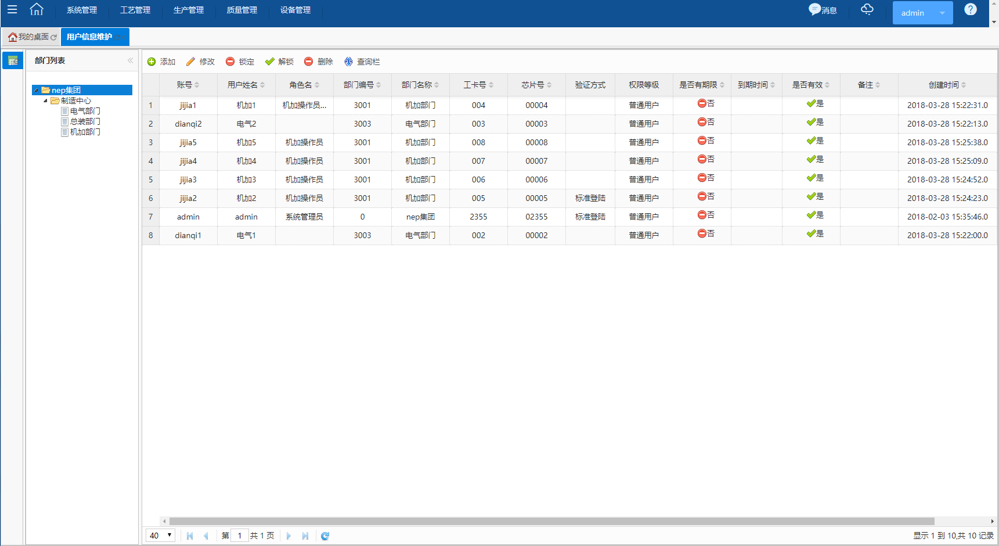 系统管理 工艺管理 生产管理 质量管理 设备管理 消息 admin ?
我的桌面 用户信息维护
部门列表
nep集团
制造中心
电气部门
总装部门
机加部门
添加 修改 锁定 解锁 删除 查询栏
账号 用户姓名 角色名 部门编号 部门名称 工卡号 芯片号 验证方式 权限等级 是否有期限 到期时间 是否有效 备注 创建时间
1 jijia1 机加1 机加操作员... 3001 机加部门 004 00004 普通用户 否 是 2018-03-28 15:22:31.0
2 dianqi2 电气2 3003 电气部门 003 00003 普通用户 否 是 2018-03-28 15:22:13.0
3 jijia5 机加5 机加操作员 3001 机加部门 008 00008 普通用户 否 是 2018-03-28 15:25:38.0
4 jijia4 机加4 机加操作员 3001 机加部门 007 00007 普通用户 否 是 2018-03-28 15:25:09.0
5 jijia3 机加3 机加操作员 3001 机加部门 006 00006 普通用户 否 是 2018-03-28 15:24:52.0
6 jijia2 机加2 机加操作员 3001 机加部门 005 00005 标准登陆 普通用户 否 是 2018-03-28 15:24:23.0
7 admin admin 系统管理员 0 nep集团 2355 02355 标准登陆 普通用户 否 是 2018-02-03 15:35:46.0
8 dianqi1 电气1 3003 电气部门 002 00002 普通用户 否 是 2018-03-28 15:22:00.0
40 第 1 共 1 页 显示 1 到 10,共 10 记录